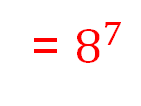 = 8⁷